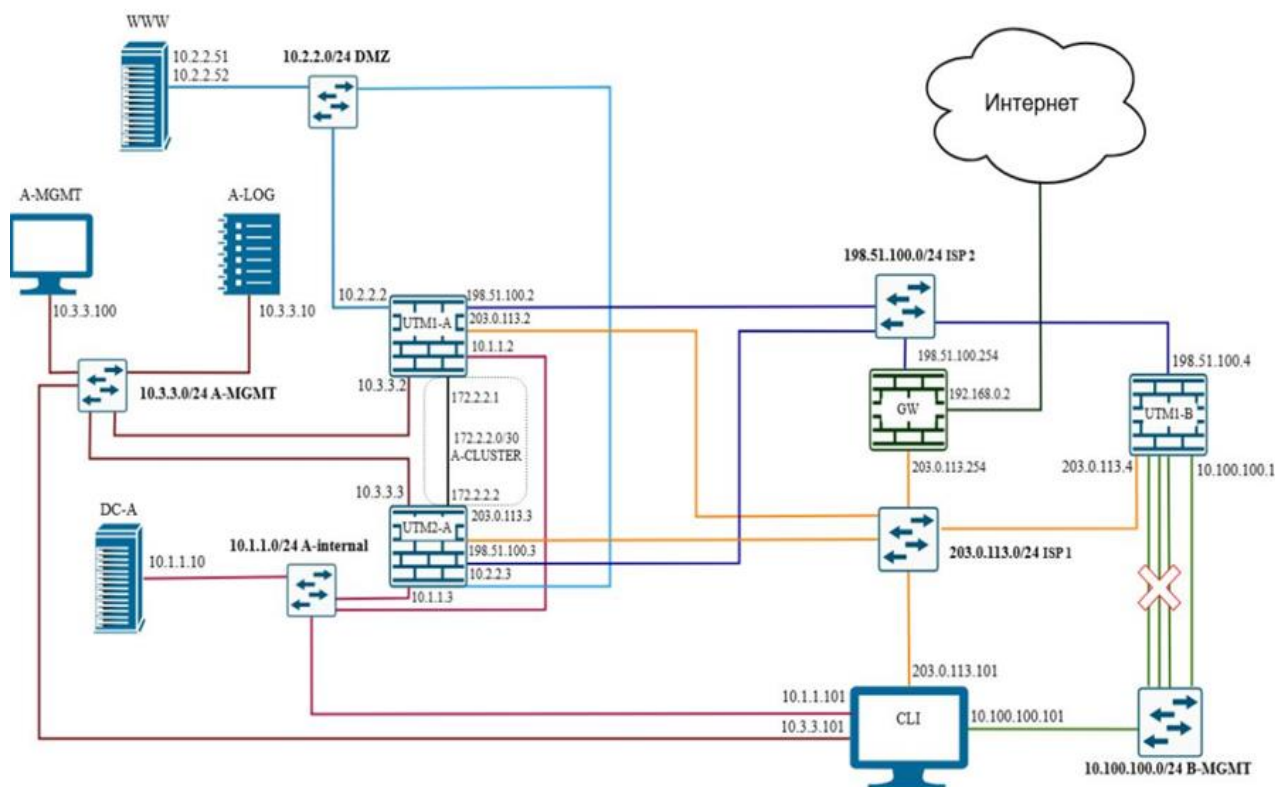 WWW
10.2.2.51
10.2.2.52
10.2.2.0/24 DMZ
Интернет
A-MGMT
A-LOG
10.3.3.100
10.3.3.10
10.3.3.0/24 A-MGMT
10.2.2.2
198.51.100.2
UTM1-A
203.0.113.2
10.1.1.2
10.3.3.2
172.2.2.1
172.2.2.0/30
A-CLUSTER
172.2.2.2
10.3.3.3
203.0.113.3
UTM2-A
198.51.100.3
10.2.2.3
10.1.1.3
DC-A
10.1.1.10
10.1.1.0/24 A-internal
198.51.100.0/24 ISP 2
198.51.100.254
192.168.0.2
GW
203.0.113.254
198.51.100.4
UTM1-B
203.0.113.4
10.100.100.1
203.0.113.0/24 ISP 1
203.0.113.101
10.1.1.101
10.3.3.101
CLI
10.100.100.101
10.100.100.0/24 B-MGMT